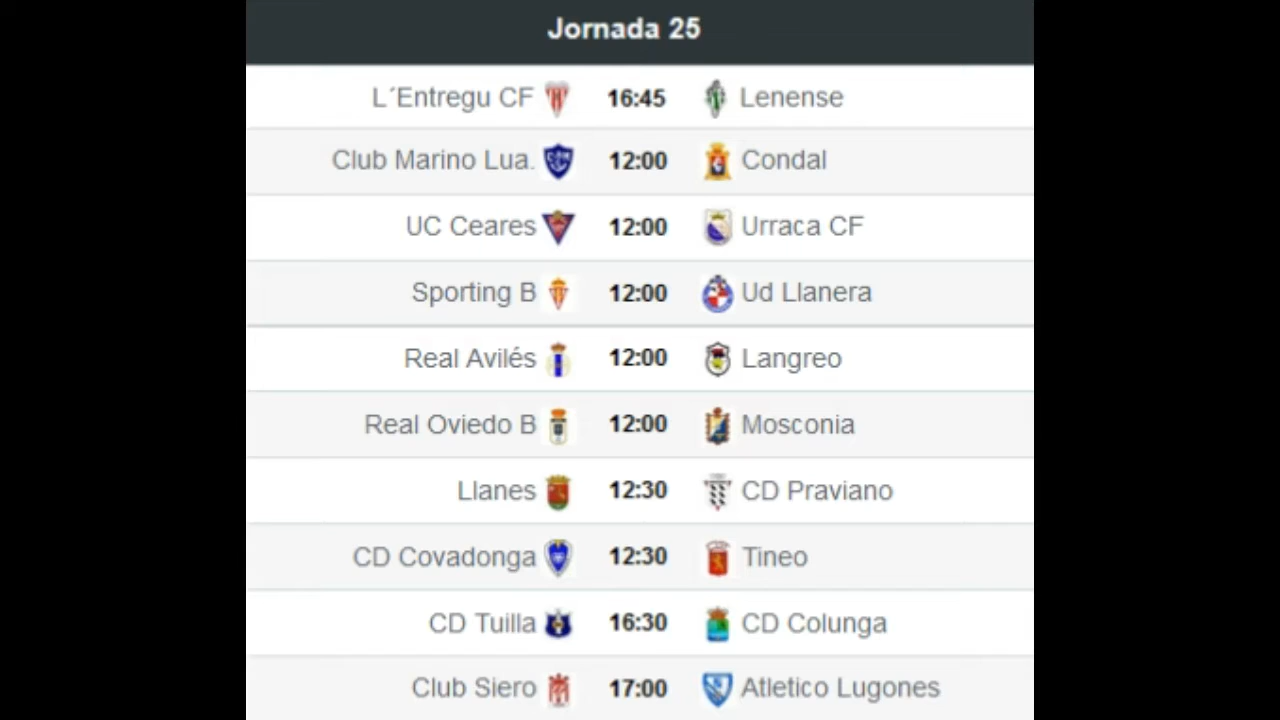 Jornada 25
L´Entregu CF 16:45 Lenense
Club Marino Lua. 12:00 Condal
UC Ceares 12:00 Urraca CF
Sporting B 12:00 Ud Llanera
Real Avilés 12:00 Langreo
Real Oviedo B 12:00 Mosconia
Llanes 12:30 CD Praviano
CD Covadonga 12:30 Tineo
CD Tuilla 16:30 CD Colunga
Club Siero 17:00 Atletico Lugones